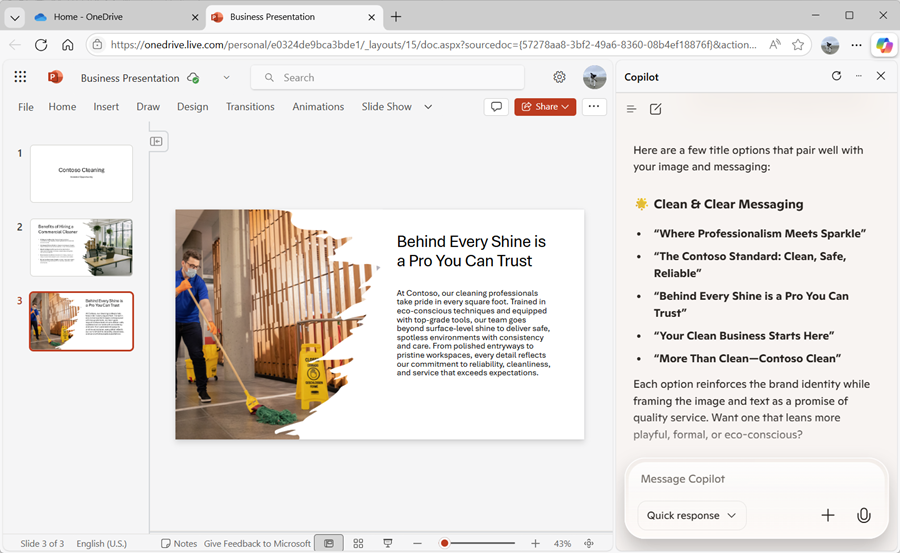 Home - OneDrive
Business Presentation
https://onedrive.live.com/personal/e0324de9bca3bde1/_layouts/15/doc.aspx?sourcedoc={57278aa8-3bf2-49a6-8360-08b4ef18876f}&action...
Business Presentation
Search
File Home Insert Draw Design Transitions Animations Slide Show
Share
1
Contoso Cleaning
2
Benefits of Hiring a
Commercial Cleaner
3
Behind Every Shine is
a Pro You Can Trust
Behind Every Shine is
a Pro You Can Trust
At Contoso, our cleaning professionals
take pride in every square foot. Trained in
eco-conscious techniques and equipped
with top-grade tools, our team goes
beyond surface-level shine to deliver safe,
spotless environments with consistency
and care. From polished entryways to
pristine workspaces, every detail reflects
our commitment to reliability, cleanliness,
and service that exceeds expectations.
Copilot
Here are a few title options that pair well with
your image and messaging:
Clean & Clear Messaging
• “Where Professionalism Meets Sparkle”
• “The Contoso Standard: Clean, Safe,
Reliable”
• “Behind Every Shine is a Pro You Can
Trust”
• “Your Clean Business Starts Here”
• “More Than Clean—Contoso Clean”
Each option reinforces the brand identity while
framing the image and text as a promise of
quality service. Want one that leans more
playful, formal, or eco-conscious?
Message Copilot
Quick response
Slide 3 of 3 English (U.S.) Notes Give Feedback to Microsoft 43%